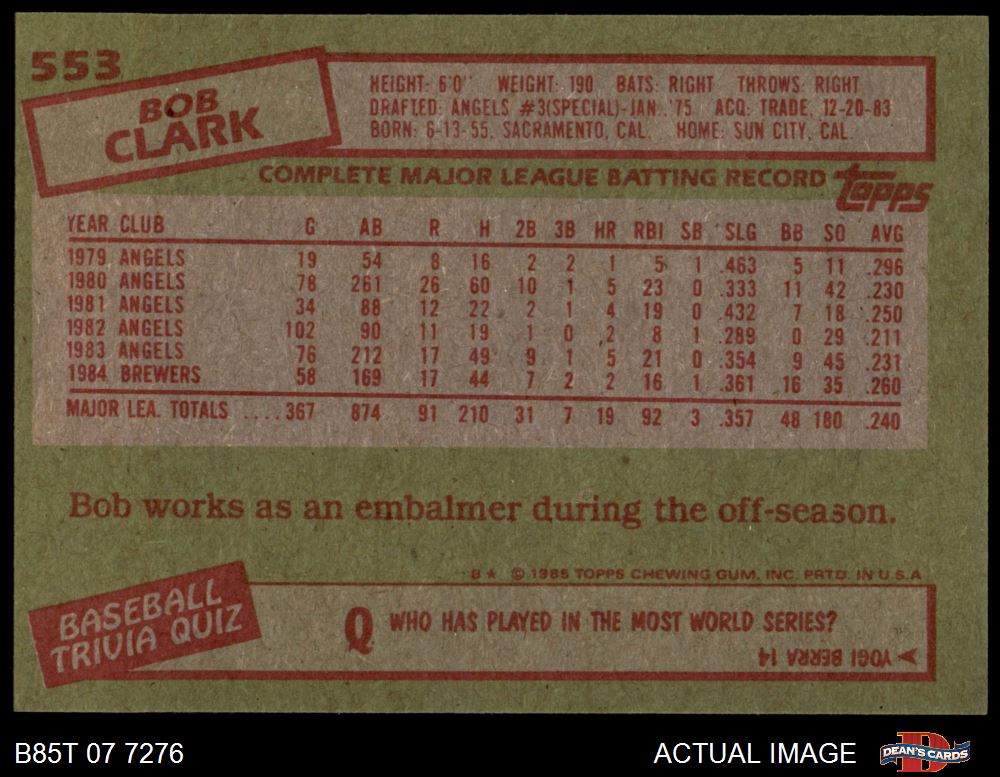 553
BOB
CLARK
HEIGHT: 6'0" WEIGHT: 190 BATS: RIGHT THROWS: RIGHT
DRAFTED: ANGELS #3(SPECIAL)-JAN., '75 ACQ: TRADE, 12-20-83
BORN: 6-13-55, SACRAMENTO, CAL. HOME: SUN CITY, CAL.
COMPLETE MAJOR LEAGUE BATTING RECORD topps
YEAR CLUB G AB R H 2B 3B HR RBI SB SLG BB SO AVG
1979 ANGELS 19 54 8 16 2 2 1 5 1 .463 5 11 .296
1980 ANGELS 78 261 26 60 10 1 5 23 0 .333 11 42 .230
1981 ANGELS 34 88 12 22 2 1 4 19 0 .432 7 18 .250
1982 ANGELS 102 90 11 19 1 0 2 8 1 .289 0 29 .211
1983 ANGELS 76 212 17 49 9 1 5 21 0 .354 9 45 .231
1984 BREWERS 58 169 17 44 7 2 2 16 1 .361 16 35 .260
MAJOR LEA. TOTALS ....367 874 91 210 31 7 19 92 3 .357 48 180 .240
Bob works as an embalmer during the off-season.
B★ © 1985 TOPPS CHEWING GUM, INC. PRTD. IN U.S.A
BASEBALL
TRIVIA QUIZ
Q WHO HAS PLAYED IN THE MOST WORLD SERIES?
YOGI BERRA 14
B85T 07 7276
ACTUAL IMAGE
DEAN'S CARDS